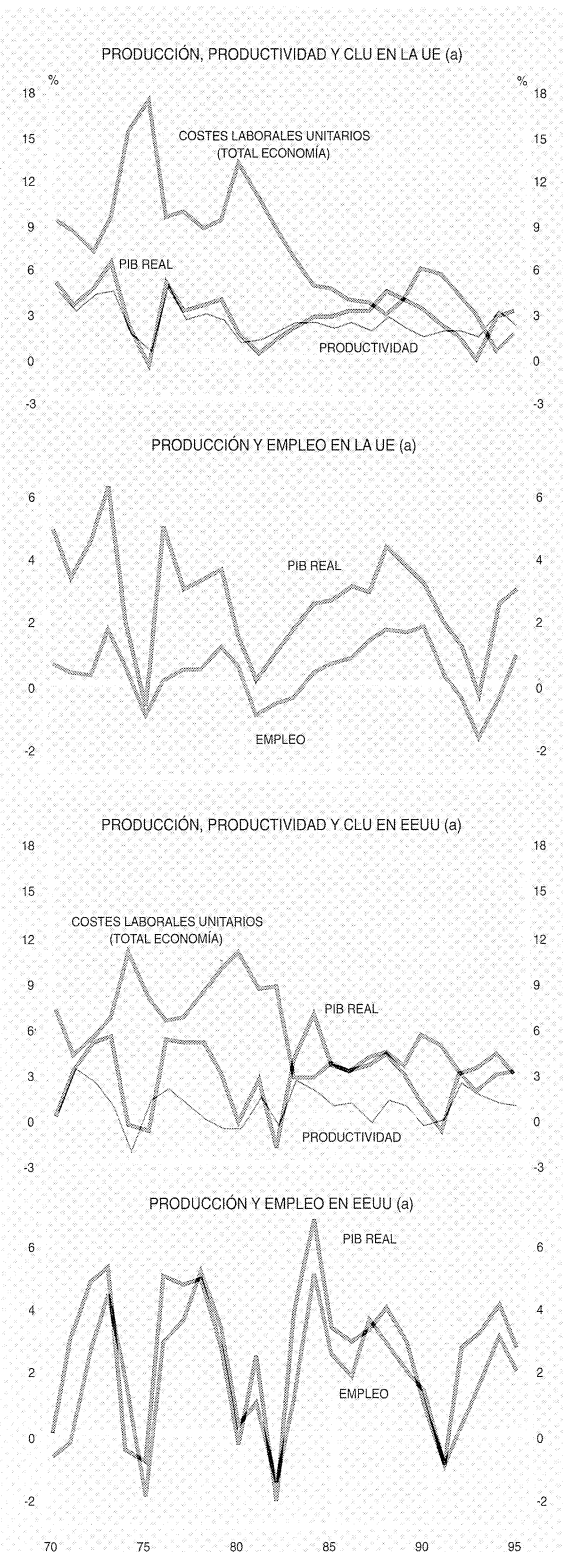 PRODUCCIÓN, PRODUCTIVIDAD Y CLU EN LA UE (a)
% %
18 18
15 15
COSTES LABORALES UNITARIOS
(TOTAL ECONOMÍA)
12 12
9 9
PIB REAL
6 6
3 3
PRODUCTIVIDAD
0 0
-3 -3
PRODUCCIÓN Y EMPLEO EN LA UE (a)
6 6
PIB REAL
4 4
2 2
0 0
EMPLEO
-2 -2
PRODUCCIÓN, PRODUCTIVIDAD Y CLU EN EEUU (a)
18 18
15 15
COSTES LABORALES UNITARIOS
(TOTAL ECONOMÍA)
12 12
9 9
PIB REAL
6 6
3 3
0 0
PRODUCTIVIDAD
-3 -3
PRODUCCIÓN Y EMPLEO EN EEUU (a)
PIB REAL
6 6
4 4
2 2
EMPLEO
0 0
-2 -2
70 75 80 85 90 95